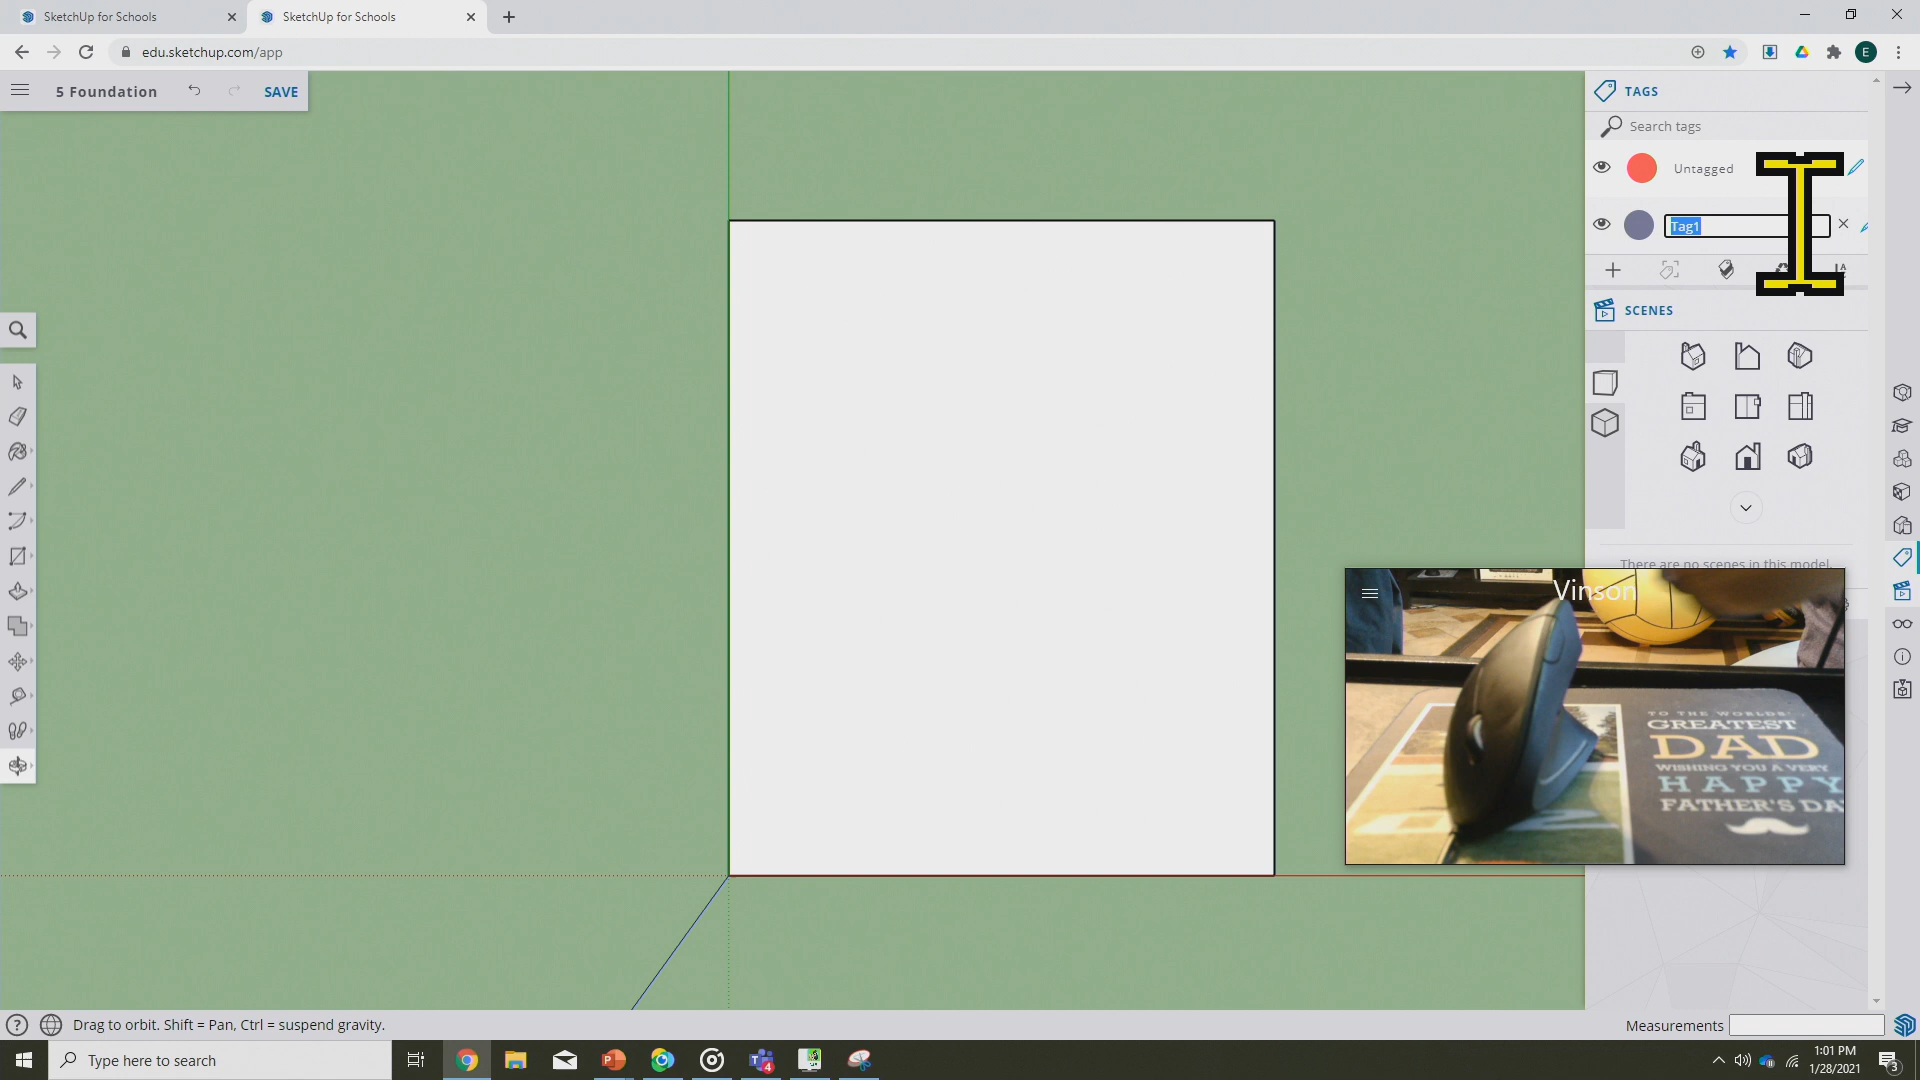 SketchUp for Schools
SketchUp for Schools
edu.sketchup.com/app
E
5 Foundation
SAVE
TAGS
Search tags
Untagged
Tag1
SCENES
There are no scenes in this model.
Vinson
TO THE WORLDS'
GREATEST
DAD
WISHING YOU A VERY
HAPPY
FATHER'S DA
Drag to orbit. Shift = Pan, Ctrl = suspend gravity.
Measurements
Type here to search
4
1:01 PM
1/28/2021
3